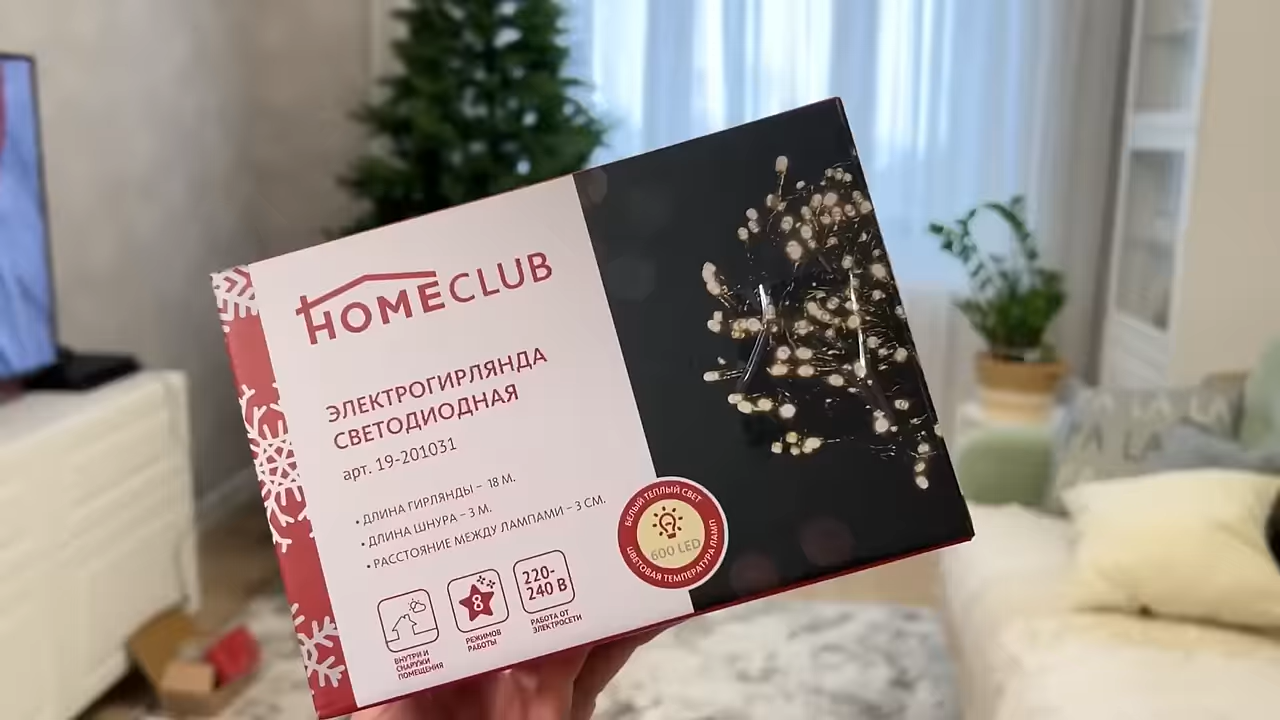 HOMECLUB
ЭЛЕКТРОГИРЛЯНДА
СВЕТОДИОДНАЯ
арт. 19-201031
• ДЛИНА ГИРЛЯНДЫ – 18 М.
• ДЛИНА ШНУРА – 3 М.
• РАССТОЯНИЕ МЕЖДУ ЛАМПАМИ – 3 СМ.
БЕЛЫЙ ТЕПЛЫЙ СВЕТ
600 LED
ЦВЕТОВАЯ ТЕМПЕРАТУРА ЛАМП
ВНУТРИ И
СНАРУЖИ
ПОМЕЩЕНИЯ
8
РЕЖИМОВ
РАБОТЫ
220-
240 В
РАБОТА ОТ
ЭЛЕКТРОСЕТИ